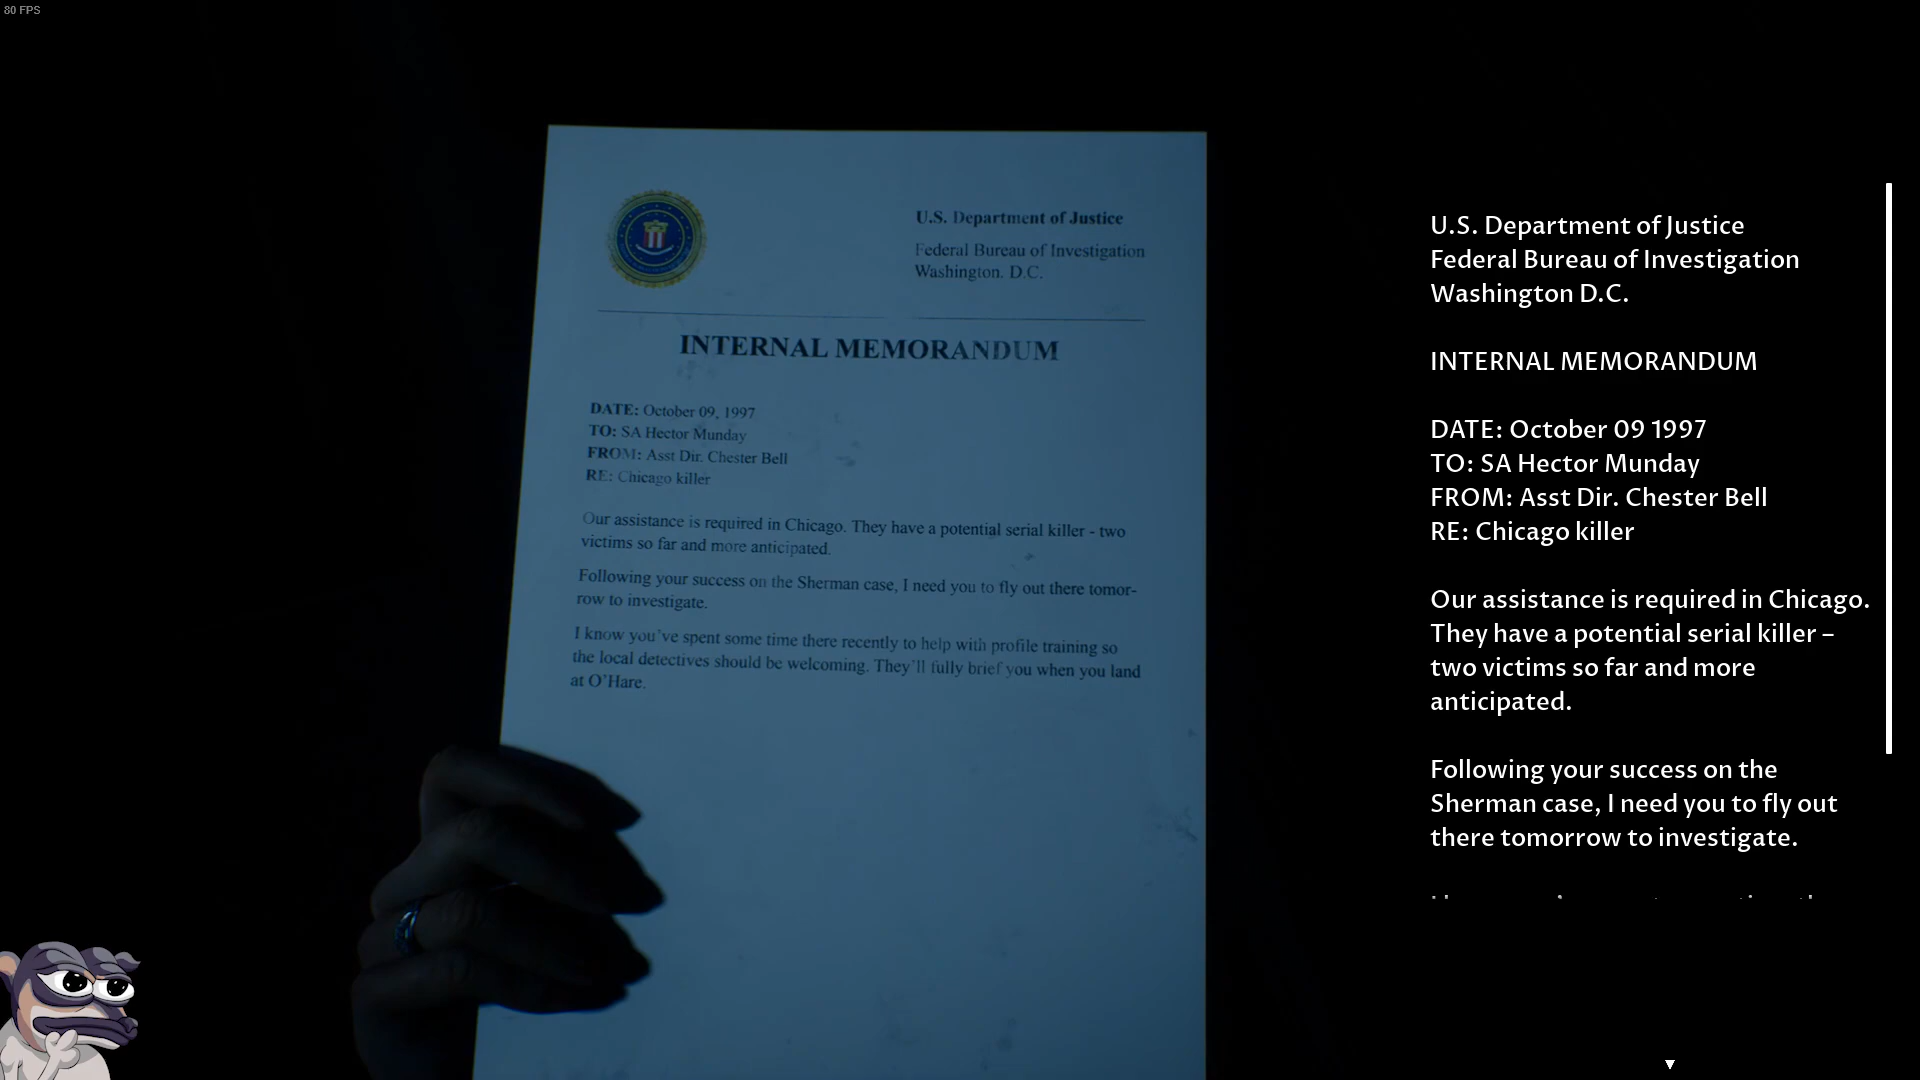 80 FPS
U.S. Department of Justice
Federal Bureau of Investigation
Washington. D.C.
INTERNAL MEMORANDUM
DATE: October 09, 1997
TO: SA Hector Munday
FROM: Asst Dir. Chester Bell
RE: Chicago killer
Our assistance is required in Chicago. They have a potential serial killer - two
victims so far and more anticipated.
Following your success on the Sherman case, I need you to fly out there tomor-
row to investigate.
I know you've spent some time there recently to help with profile training so
the local detectives should be welcoming. They'll fully brief you when you land
at O'Hare.
U.S. Department of Justice
Federal Bureau of Investigation
Washington D.C.
INTERNAL MEMORANDUM
DATE: October 09 1997
TO: SA Hector Munday
FROM: Asst Dir. Chester Bell
RE: Chicago killer
Our assistance is required in Chicago.
They have a potential serial killer –
two victims so far and more
anticipated.
Following your success on the
Sherman case, I need you to fly out
there tomorrow to investigate.